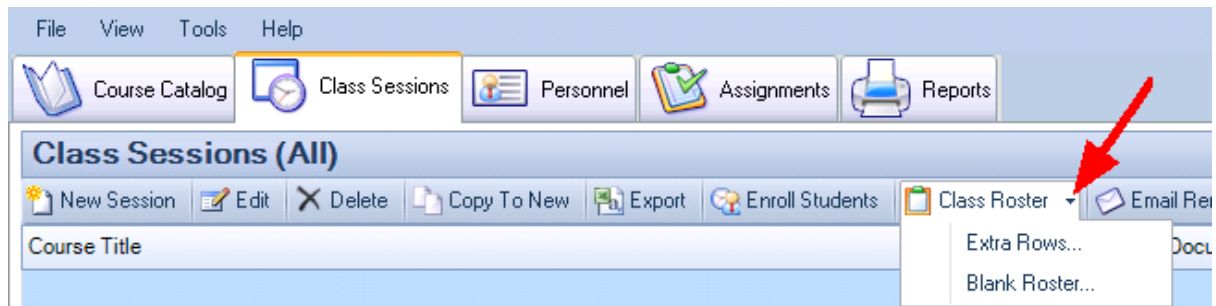 File View Tools Help
Course Catalog Class Sessions Personnel Assignments Reports
Class Sessions (All)
New Session Edit Delete Copy To New Export Enroll Students Class Roster Email
Course Title
Extra Rows...
Blank Roster...